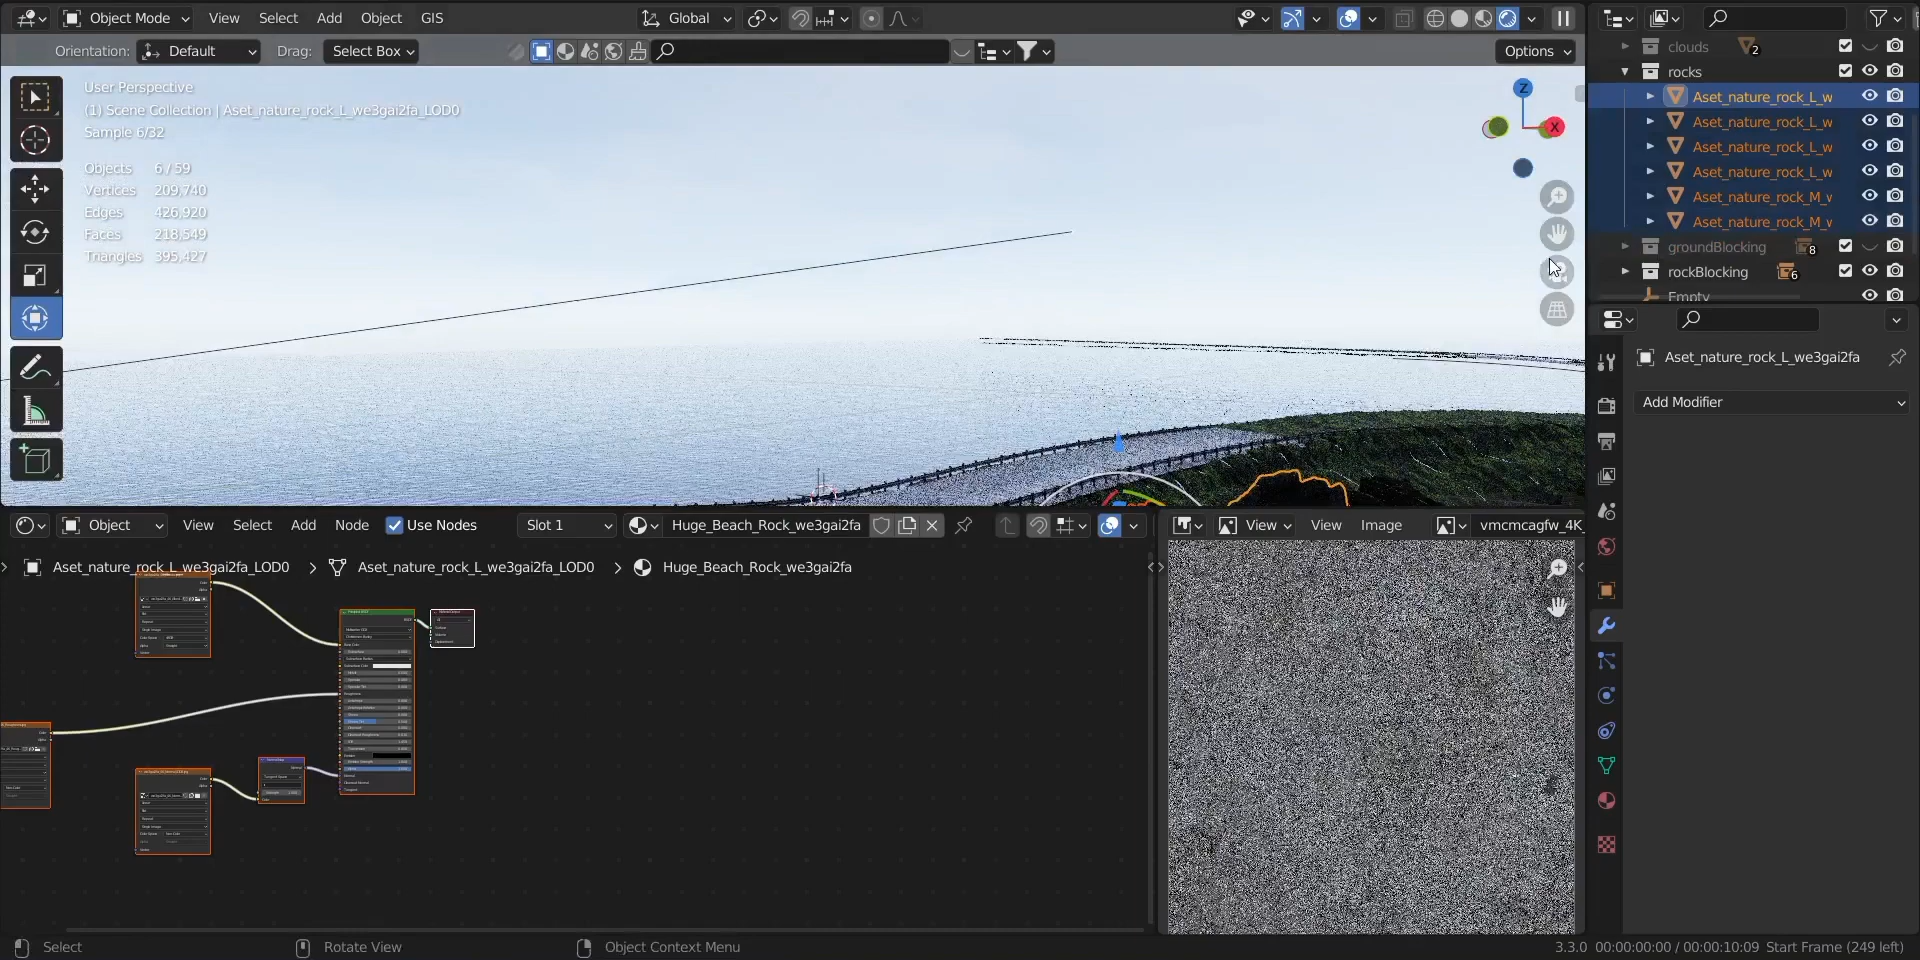 Object Mode
View
Select
Add
Object
GIS
Global
Orientation:
Default
Drag:
Select Box
Options
User Perspective
(1) Scene Collection | Aset_nature_rock_L_we3gai2fa_LOD0
Sample 6/32
Objects 6 / 59
Vertices 209,740
Edges 426,920
Faces 218,549
Triangles 395,427
Z
X
clouds 2
rocks
Aset_nature_rock_L_w
Aset_nature_rock_L_w
Aset_nature_rock_L_w
Aset_nature_rock_L_w
Aset_nature_rock_M_v
Aset_nature_rock_M_v
groundBlocking 8
rockBlocking 6
Empty
Aset_nature_rock_L_we3gai2fa
Add Modifier
Object
View
Select
Add
Node
Use Nodes
Slot 1
Huge_Beach_Rock_we3gai2fa
Aset_nature_rock_L_we3gai2fa_LOD0 > Aset_nature_rock_L_we3gai2fa_LOD0 > Huge_Beach_Rock_we3gai2fa
View
View
Image
vmcmcagfw_4K_
Select
Rotate View
Object Context Menu
3.3.0 00:00:00:00 / 00:00:10:09 Start Frame (249 left)